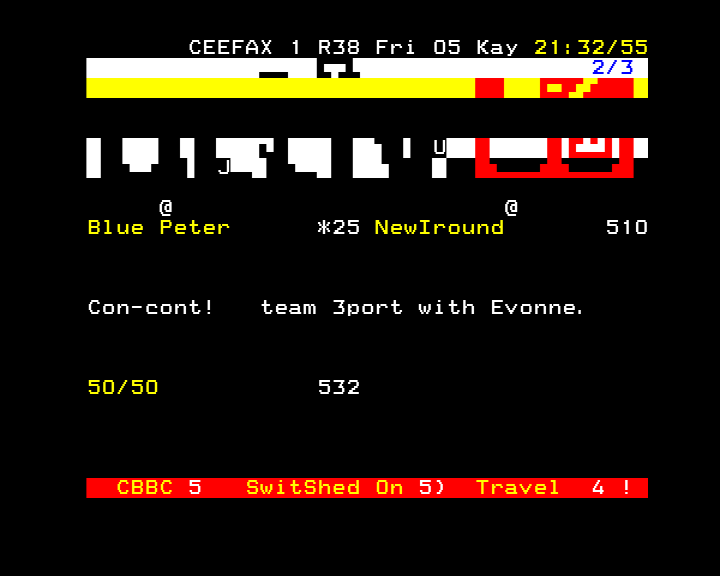 CEEFAX 1 R38 Fri 05 Kay 21:32/55
2/3
U
J
@ @
Blue Peter *25 NewIround 510
Con-cont! team 3port with Evonne.
50/50 532
CBBC 5 SwitShed On 5) Travel 4 !